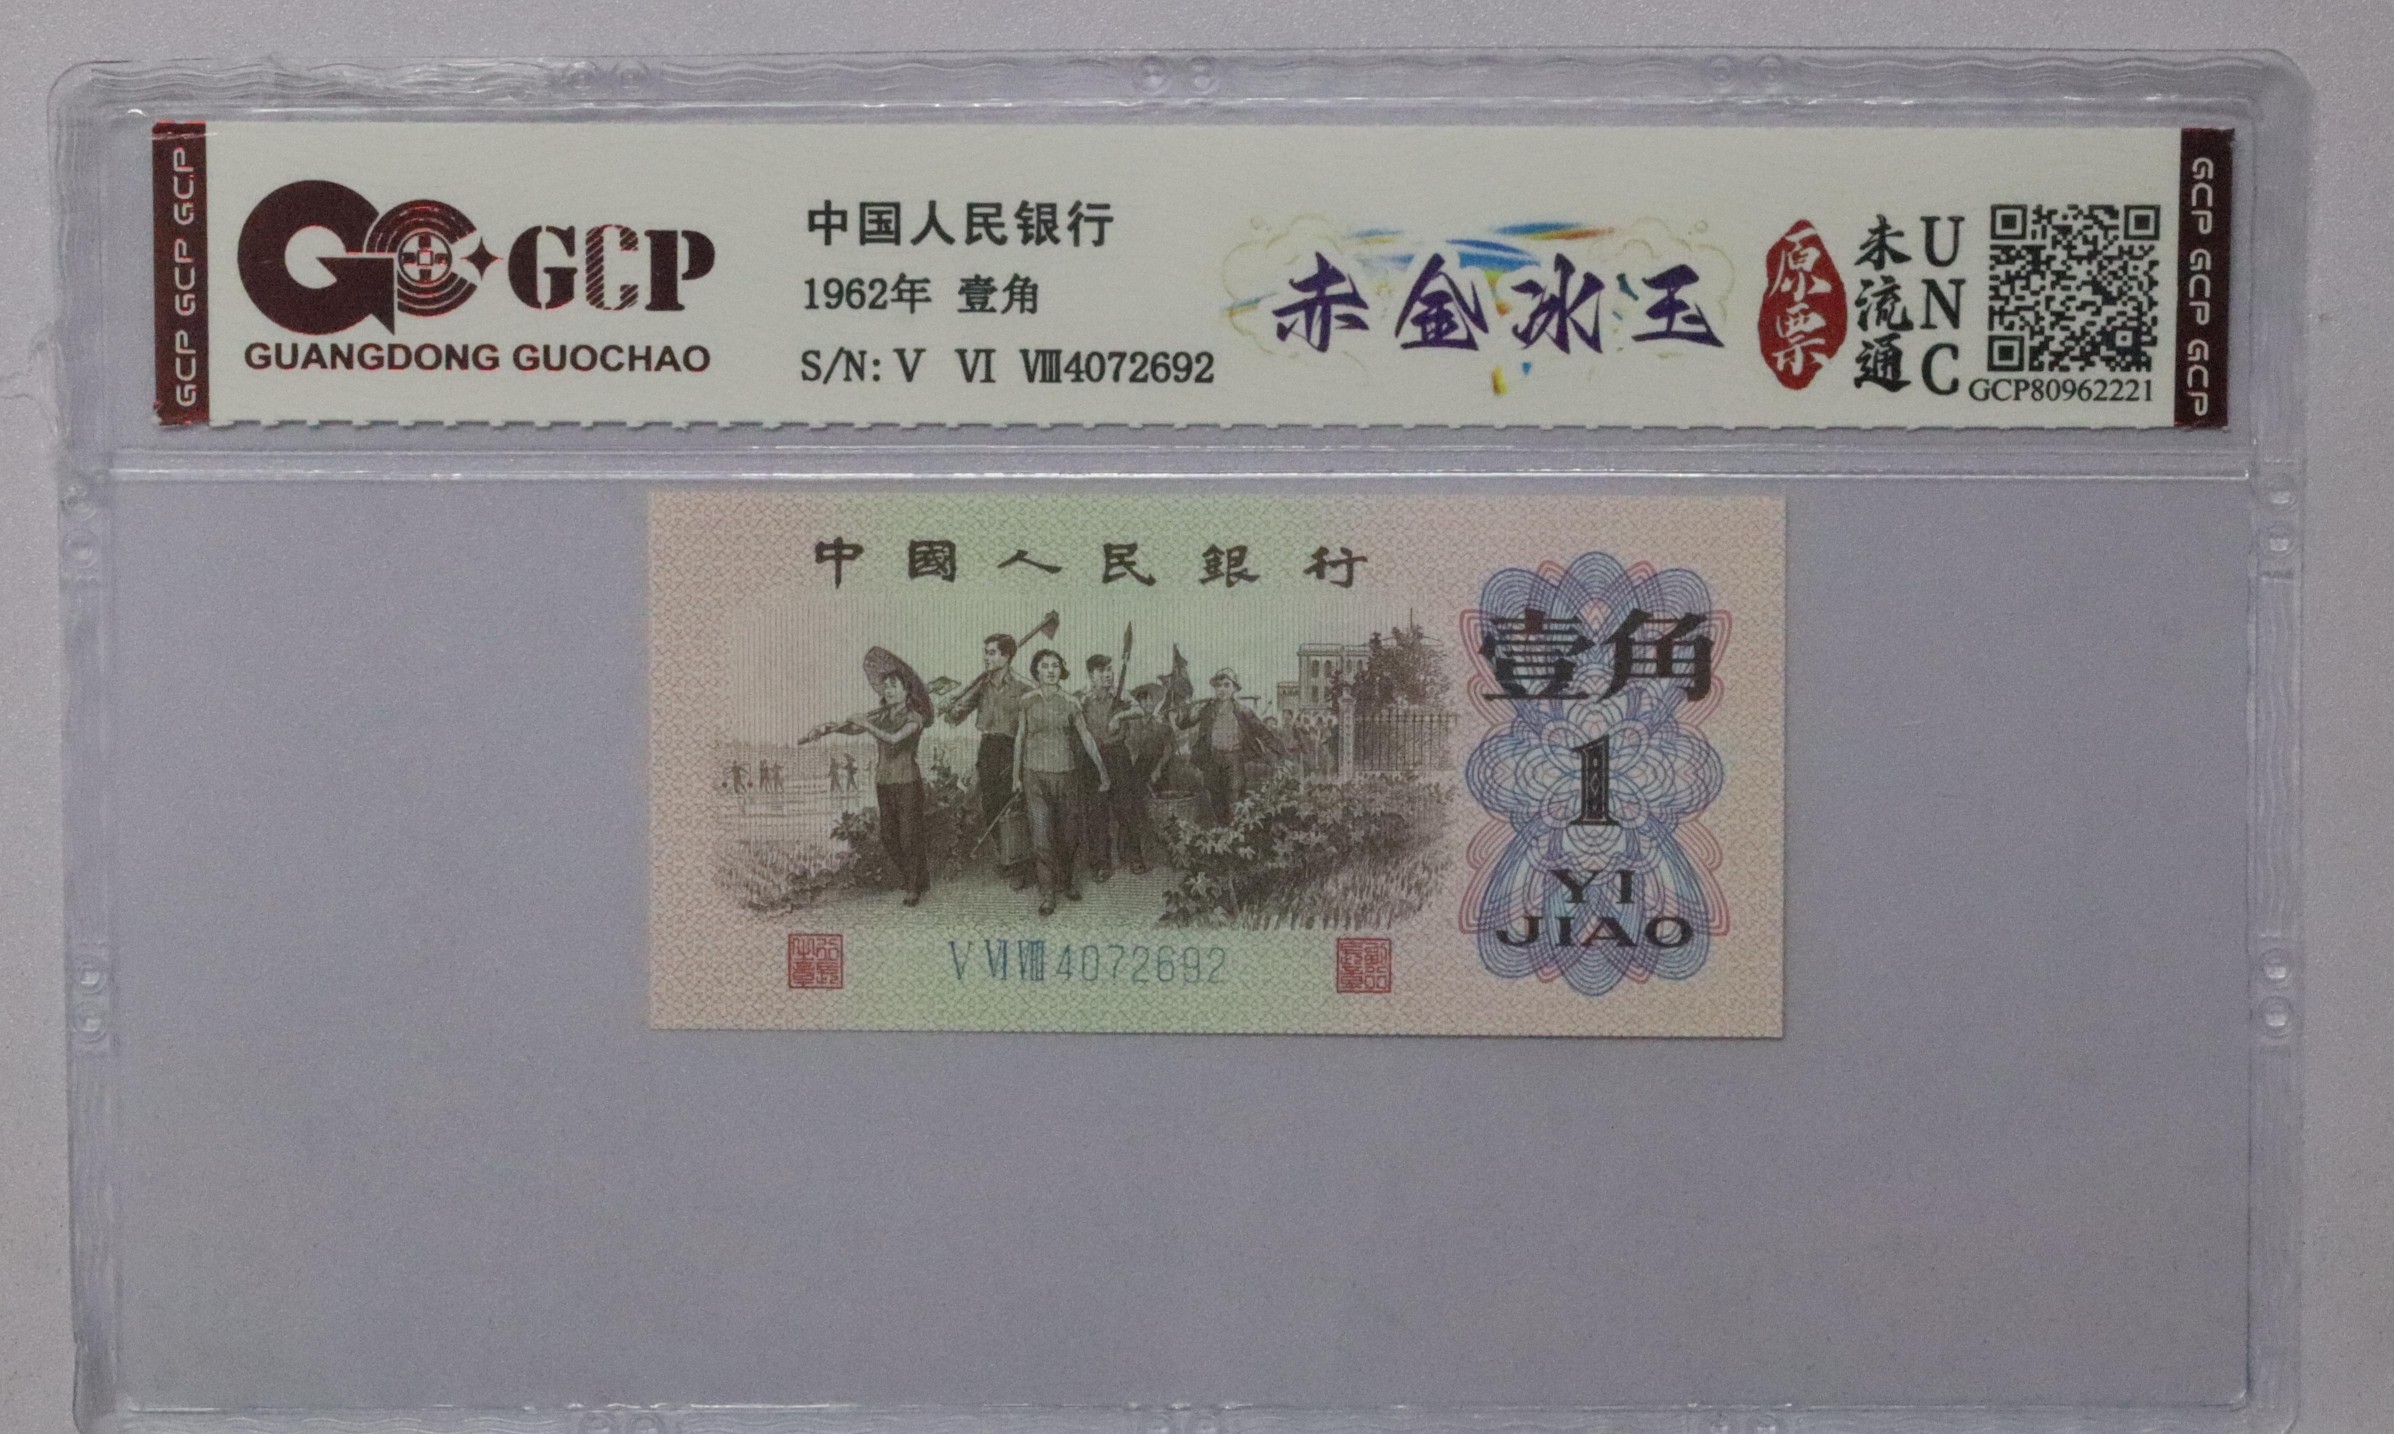 GCP GCP GCP
GCP
GUANGDONG GUOCHAO
中国人民银行
1962年 壹角
S/N: Ⅴ Ⅵ Ⅷ4072692
赤金冰玉
原票
未流通
UNC
GCP80962221
GCP GCP GCP
中國人民銀行
壹角
1
YI
JIAO
Ⅴ Ⅵ Ⅷ 4072692